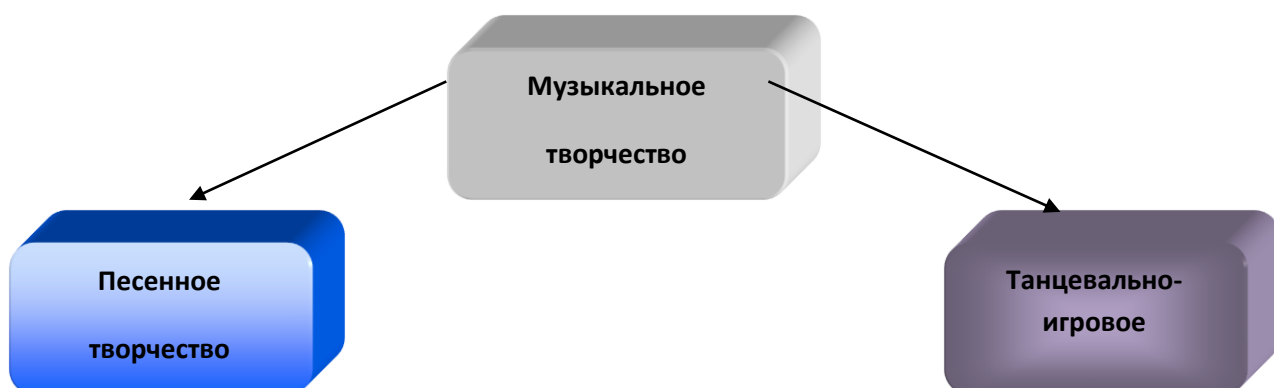 Музыкальное
творчество
Песенное
творчество
Танцевально-
игровое